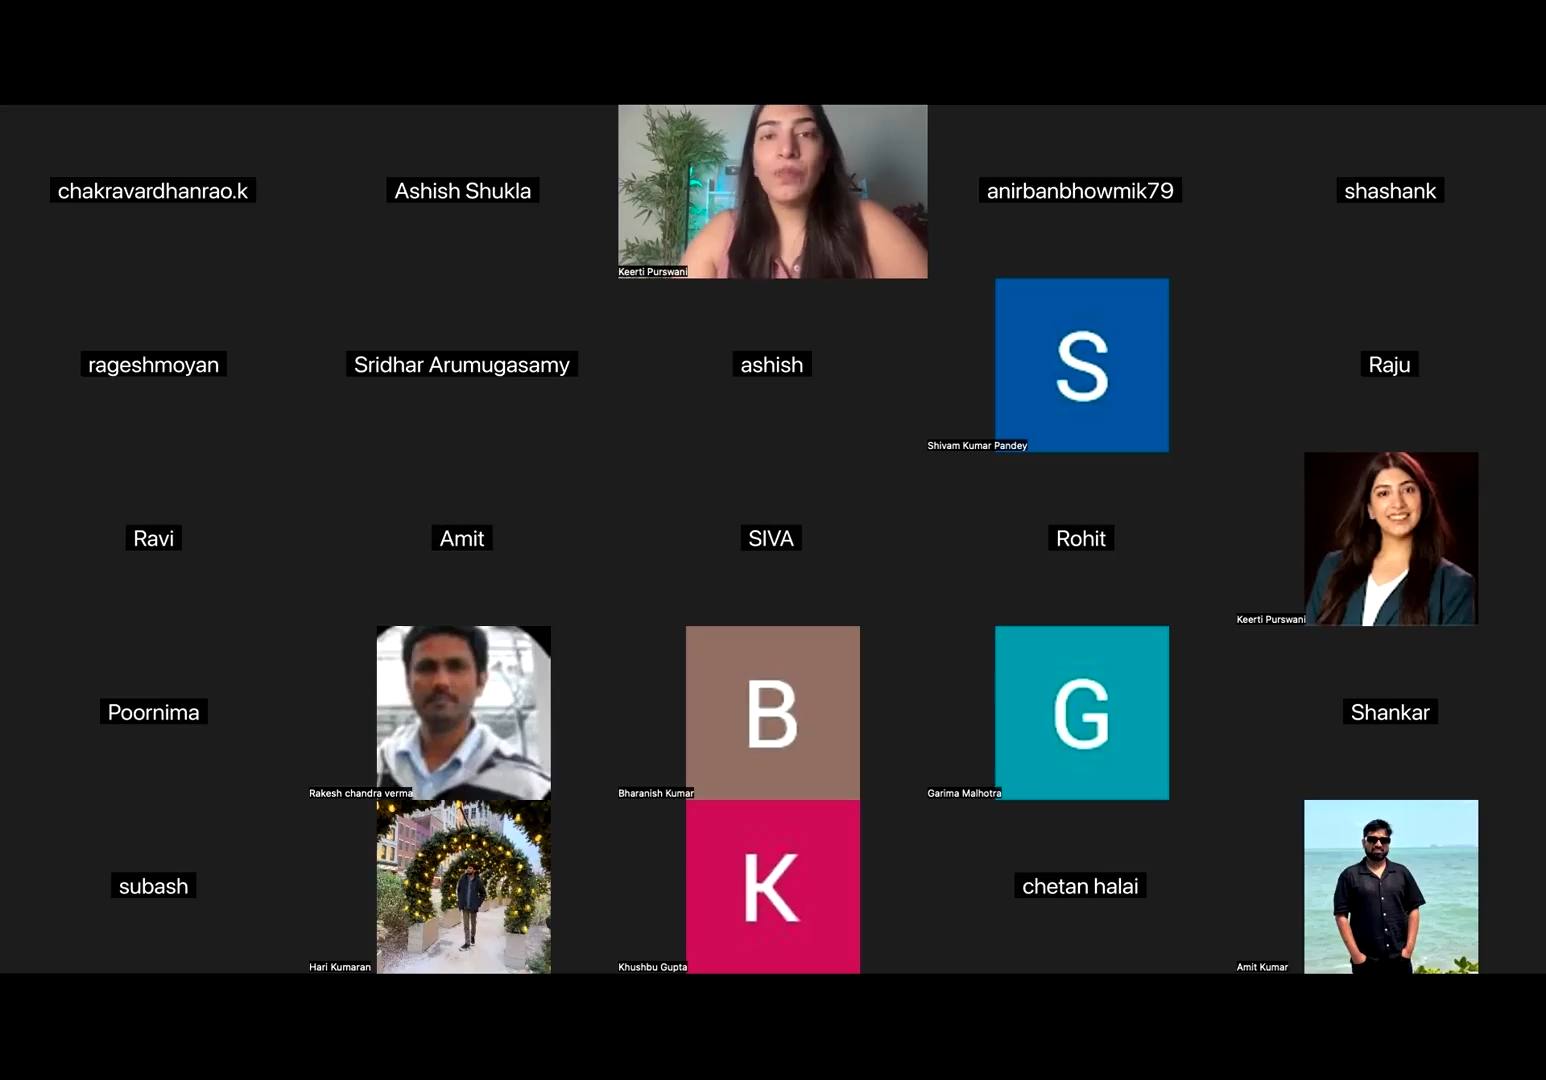 chakravardhanrao.k
Ashish Shukla
Keerti Purswani
anirbanbhowmik79
shashank
rageshmoyan
Sridhar Arumugasamy
ashish
S
Shivam Kumar Pandey
Raju
Ravi
Amit
SIVA
Rohit
Keerti Purswani
Poornima
Rakesh chandra verma
B
Bharanish Kumar
G
Garima Malhotra
Shankar
subash
Hari Kumaran
K
Khushbu Gupta
chetan halai
Amit Kumar